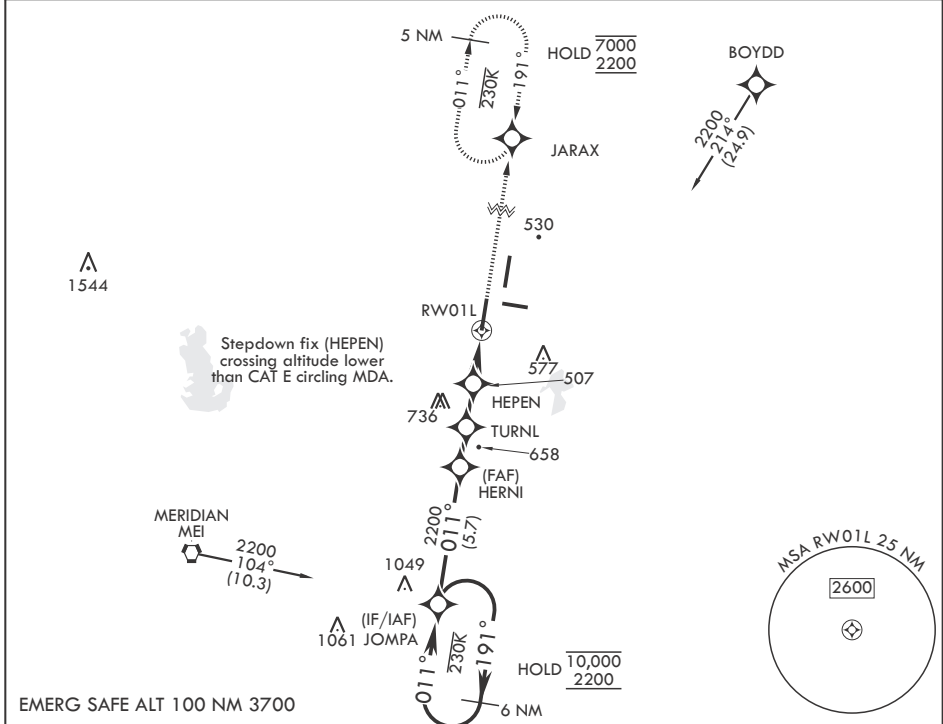 5 NM
HOLD 7000
2200
011°
230K
191°
JARAX
BOYDD
2200
214°
(24.9)
530
1544
RW01L
Stepdown fix (HEPEN)
crossing altitude lower
than CAT E circling MDA.
577
507
HEPEN
736
TURNL
658
(FAF)
HERNI
MERIDIAN
MEI
2200
104°
(10.3)
2200
011°
(5.7)
1049
(IF/IAF)
1061 JOMPA
011°
230K
191°
HOLD 10,000
2200
6 NM
MSA RW01L 25 NM
2600
EMERG SAFE ALT 100 NM 3700